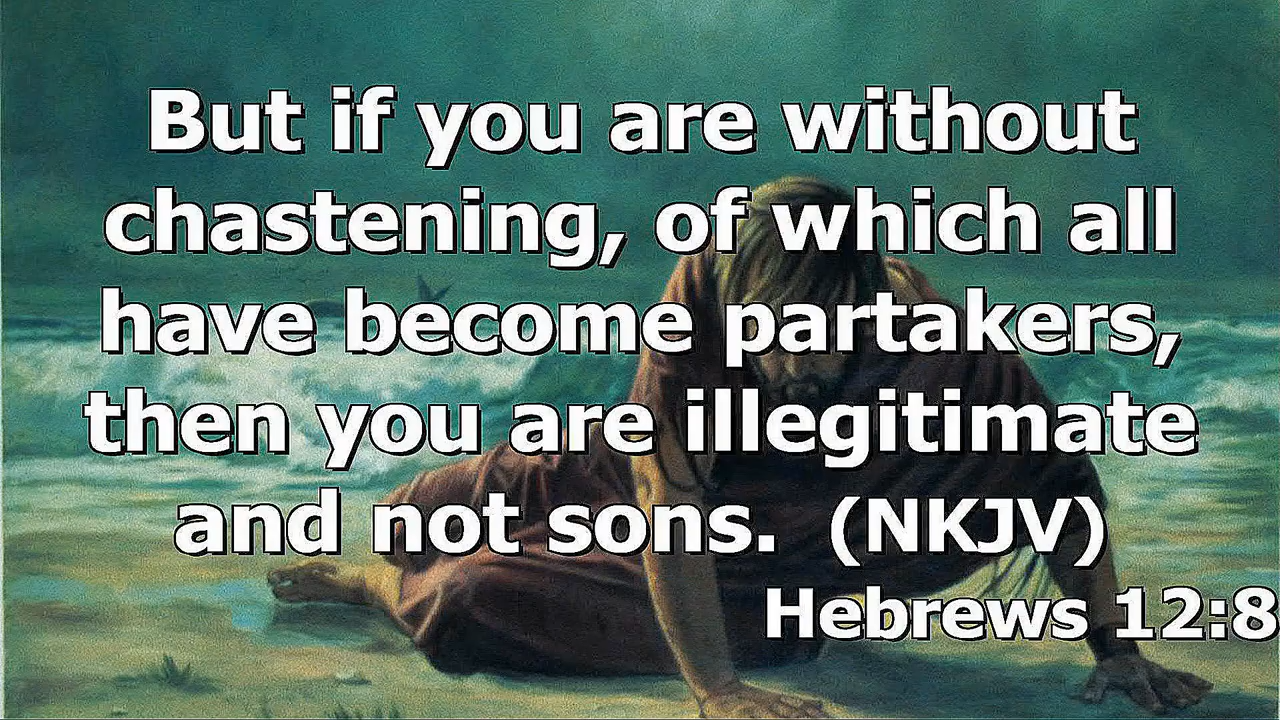 But if you are without
chastening, of which all
have become partakers,
then you are illegitimate
and not sons. (NKJV)
Hebrews 12:8